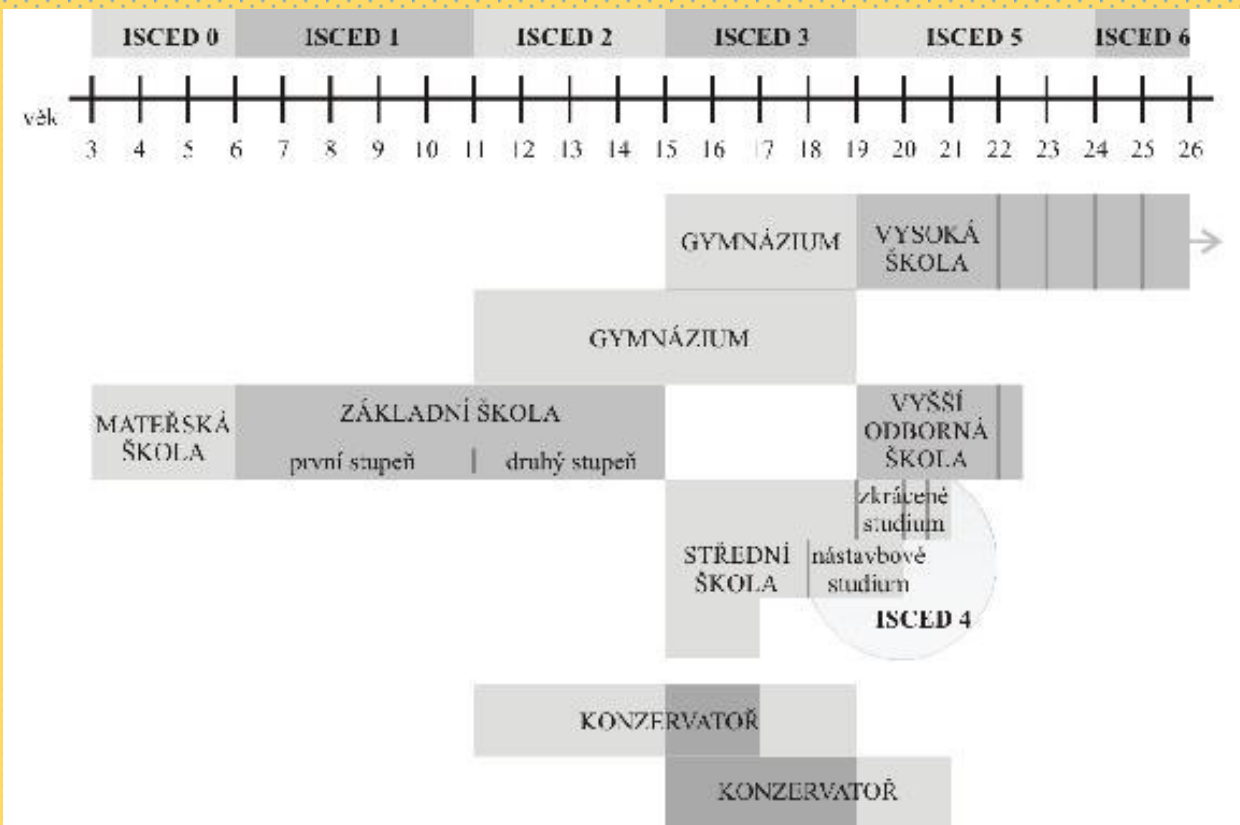 ISCED 0 ISCED 1 ISCED 2 ISCED 3 ISCED 5 ISCED 6
věk
3 4 5 6 7 8 9 10 11 12 13 14 15 16 17 18 19 20 21 22 23 24 25 26
GYMNÁZIUM
VYSOKÁ
ŠKOLA
GYMNÁZIUM
MATEŘSKÁ
ŠKOLA
ZÁKLADNÍ ŠKOLA
první stupeň druhý stupeň
VYŠŠÍ
ODBORNÁ
ŠKOLA
zkrácené
studium
STŘEDNÍ
ŠKOLA
nástavbové
studium
ISCED 4
KONZERVATOŘ
KONZERVATOŘ